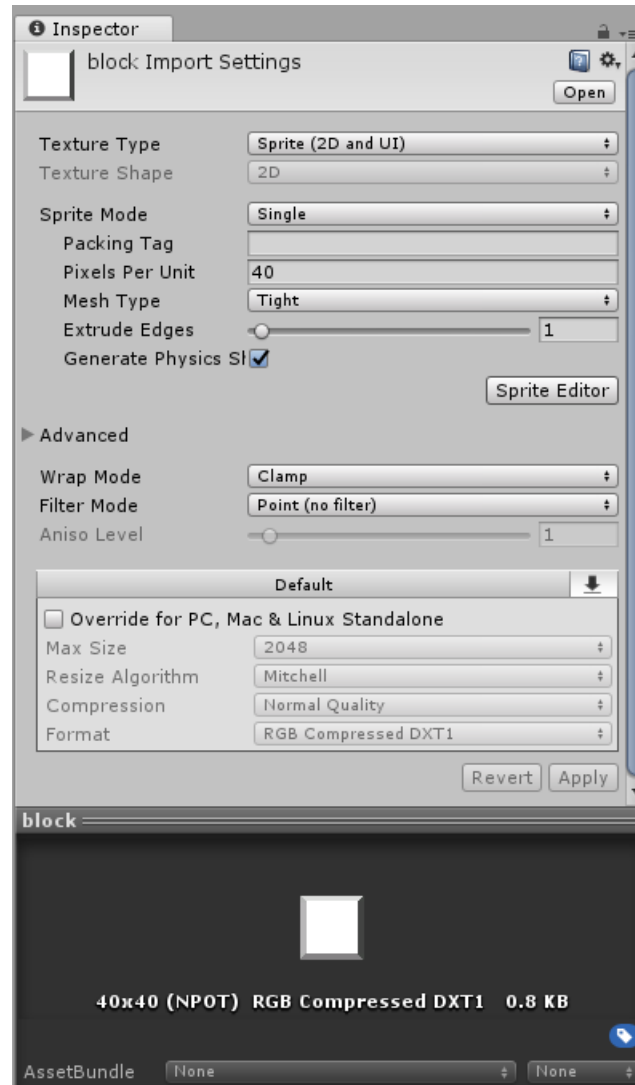 Inspector
block Import Settings
Open
Texture Type Sprite (2D and UI)
Texture Shape 2D
Sprite Mode Single
Packing Tag
Pixels Per Unit 40
Mesh Type Tight
Extrude Edges 1
Generate Physics Sh
Sprite Editor
Advanced
Wrap Mode Clamp
Filter Mode Point (no filter)
Aniso Level 1
Default
Override for PC, Mac & Linux Standalone
Max Size 2048
Resize Algorithm Mitchell
Compression Normal Quality
Format RGB Compressed DXT1
Revert Apply
block
40x40 (NPOT) RGB Compressed DXT1 0.8 KB
AssetBundle None None